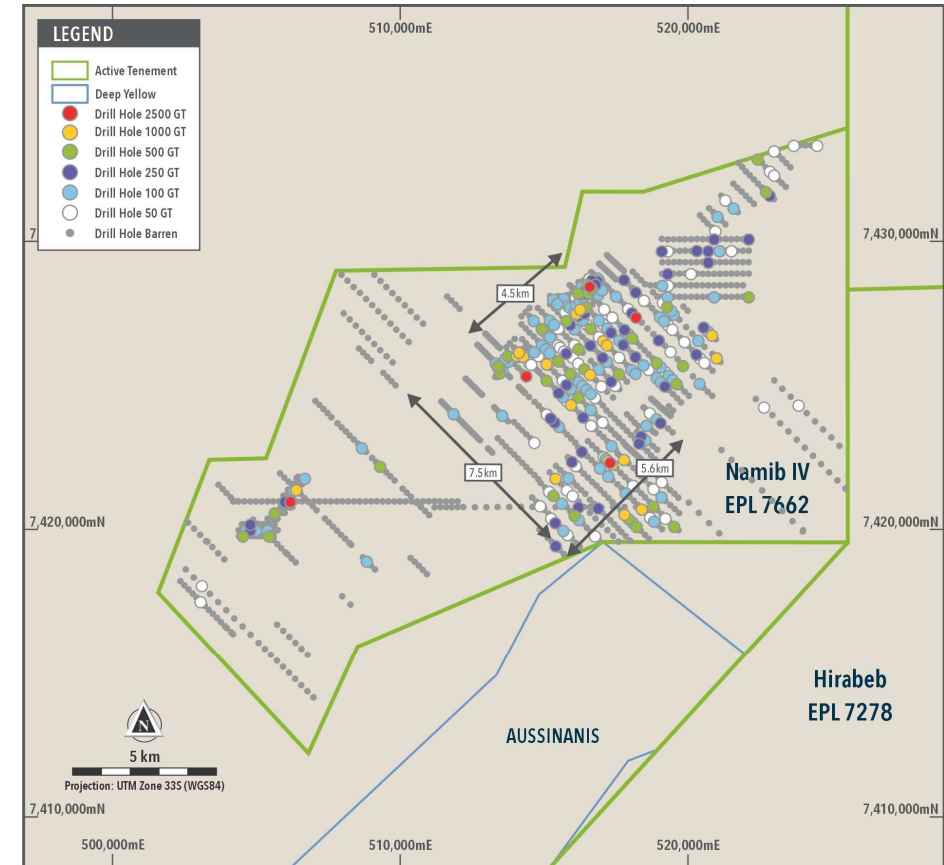 LEGEND
Active Tenement
Deep Yellow
Drill Hole 2500 GT
Drill Hole 1000 GT
Drill Hole 500 GT
Drill Hole 250 GT
Drill Hole 100 GT
Drill Hole 50 GT
Drill Hole Barren
510,000mE
520,000mE
7
7,430,000mN
4.5km
7.5km
5.6km
Namib IV
EPL 7662
7,420,000mN
7,420,000mN
Hirabeb
EPL 7278
AUSSINANIS
N
5 km
Projection: UTM Zone 33S (WGS84)
7,410,000mN
7,410,000mN
500,000mE
510,000mE
520,000mE